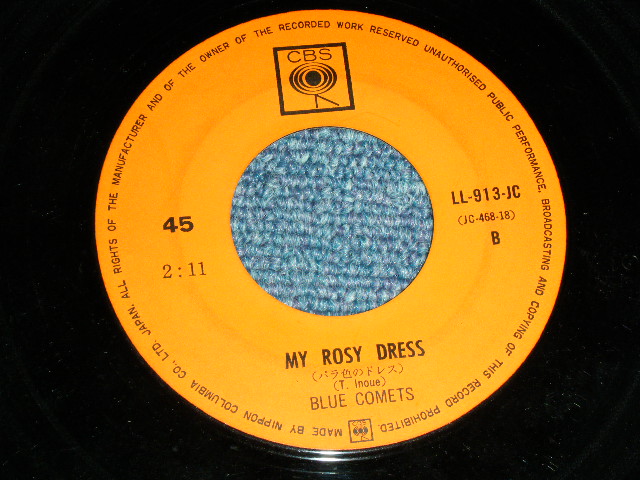 ALL RIGHTS OF THE MANUFACTURER AND OF THE OWNER OF THE RECORDED WORK RESERVED UNAUTHORISED PUBLIC PERFORMANCE, BROADCASTING AND COPYING OF THIS RECORD PROHIBITED.
CBS
45
2:11
LL-913-JC
(JC-468-18)
B
MY ROSY DRESS
(バラ色のドレス)
(T. Inoue)
BLUE COMETS
MADE BY NIPPON COLUMBIA CO., LTD. JAPAN.